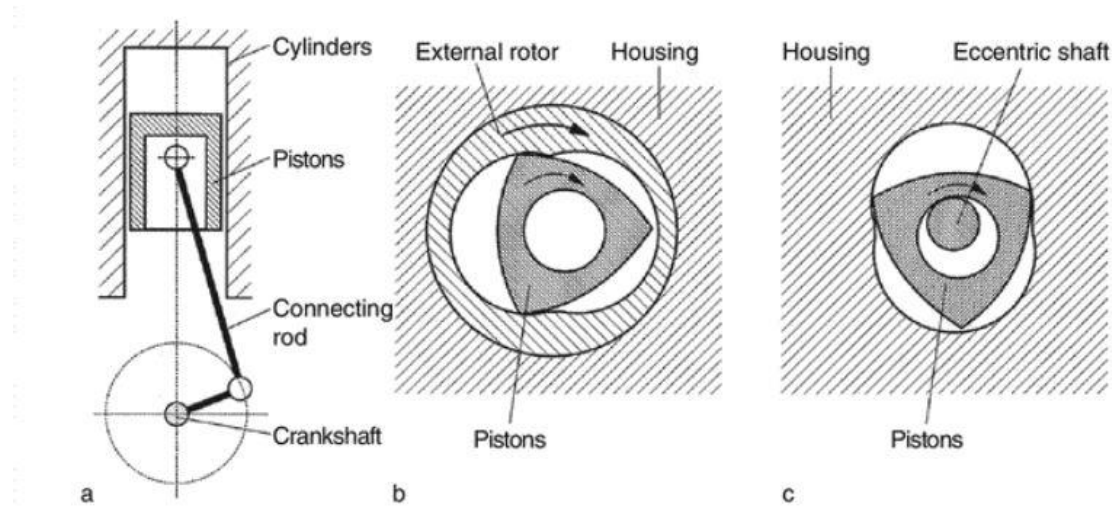 Cylinders
Pistons
Connecting
rod
Crankshaft
a
External rotor
Housing
Pistons
b
Housing
Eccentric shaft
Pistons
c